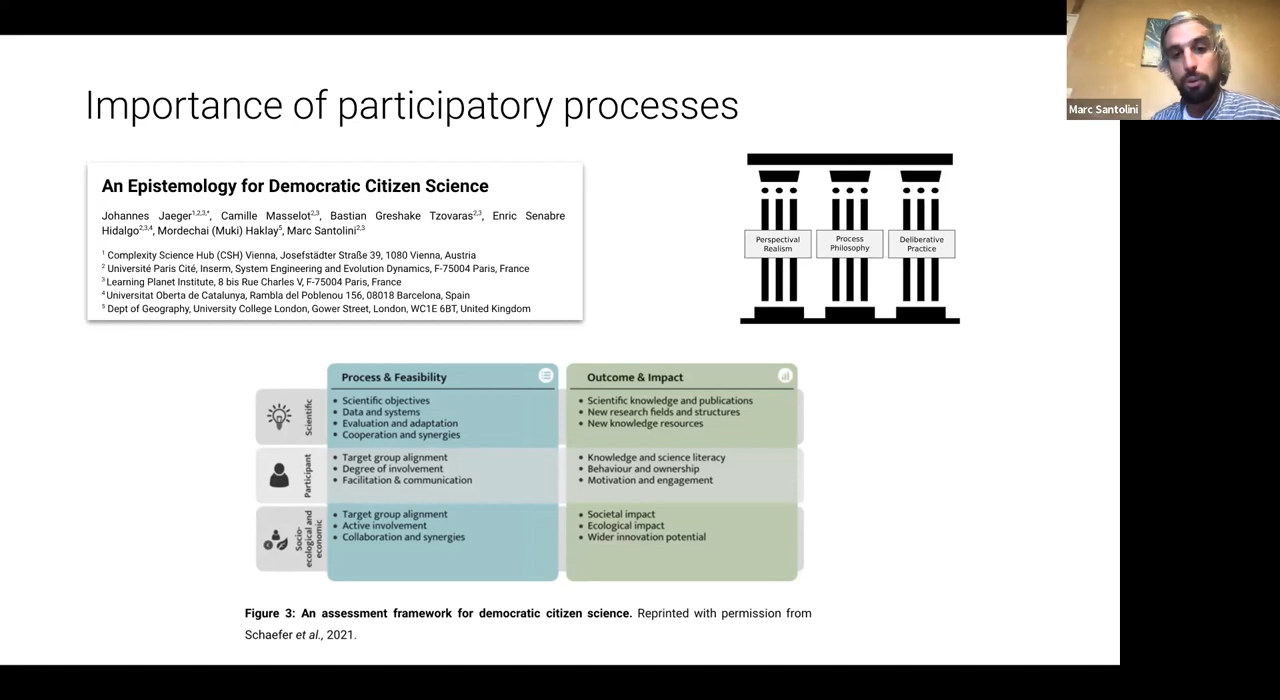 Marc Santolini
Importance of participatory processes
An Epistemology for Democratic Citizen Science
Johannes Jaeger1,2,3,*, Camille Masselot2,3, Bastian Greshake Tzovaras2,3, Enric Senabre
Hidalgo2,3,4, Mordechai (Muki) Haklay5, Marc Santolini2,3
1 Complexity Science Hub (CSH) Vienna, Josefstädter Straße 39, 1080 Vienna, Austria
2 Université Paris Cité, Inserm, System Engineering and Evolution Dynamics, F-75004 Paris, France
3 Learning Planet Institute, 8 bis Rue Charles V, F-75004 Paris, France
4 Universitat Oberta de Catalunya, Rambla del Poblenou 156, 08018 Barcelona, Spain
5 Dept of Geography, University College London, Gower Street, London, WC1E 6BT, United Kingdom
Perspectival
Realism
Process
Philosophy
Deliberative
Practice
Process & Feasibility
Outcome & Impact
Scientific
• Scientific objectives
• Data and systems
• Evaluation and adaptation
• Cooperation and synergies
• Scientific knowledge and publications
• New research fields and structures
• New knowledge resources
Participant
• Target group alignment
• Degree of involvement
• Facilitation & communication
• Knowledge and science literacy
• Behaviour and ownership
• Motivation and engagement
Socio-
ecological and
economic
• Target group alignment
• Active involvement
• Collaboration and synergies
• Societal impact
• Ecological impact
• Wider innovation potential
Figure 3: An assessment framework for democratic citizen science. Reprinted with permission from
Schaefer et al., 2021.